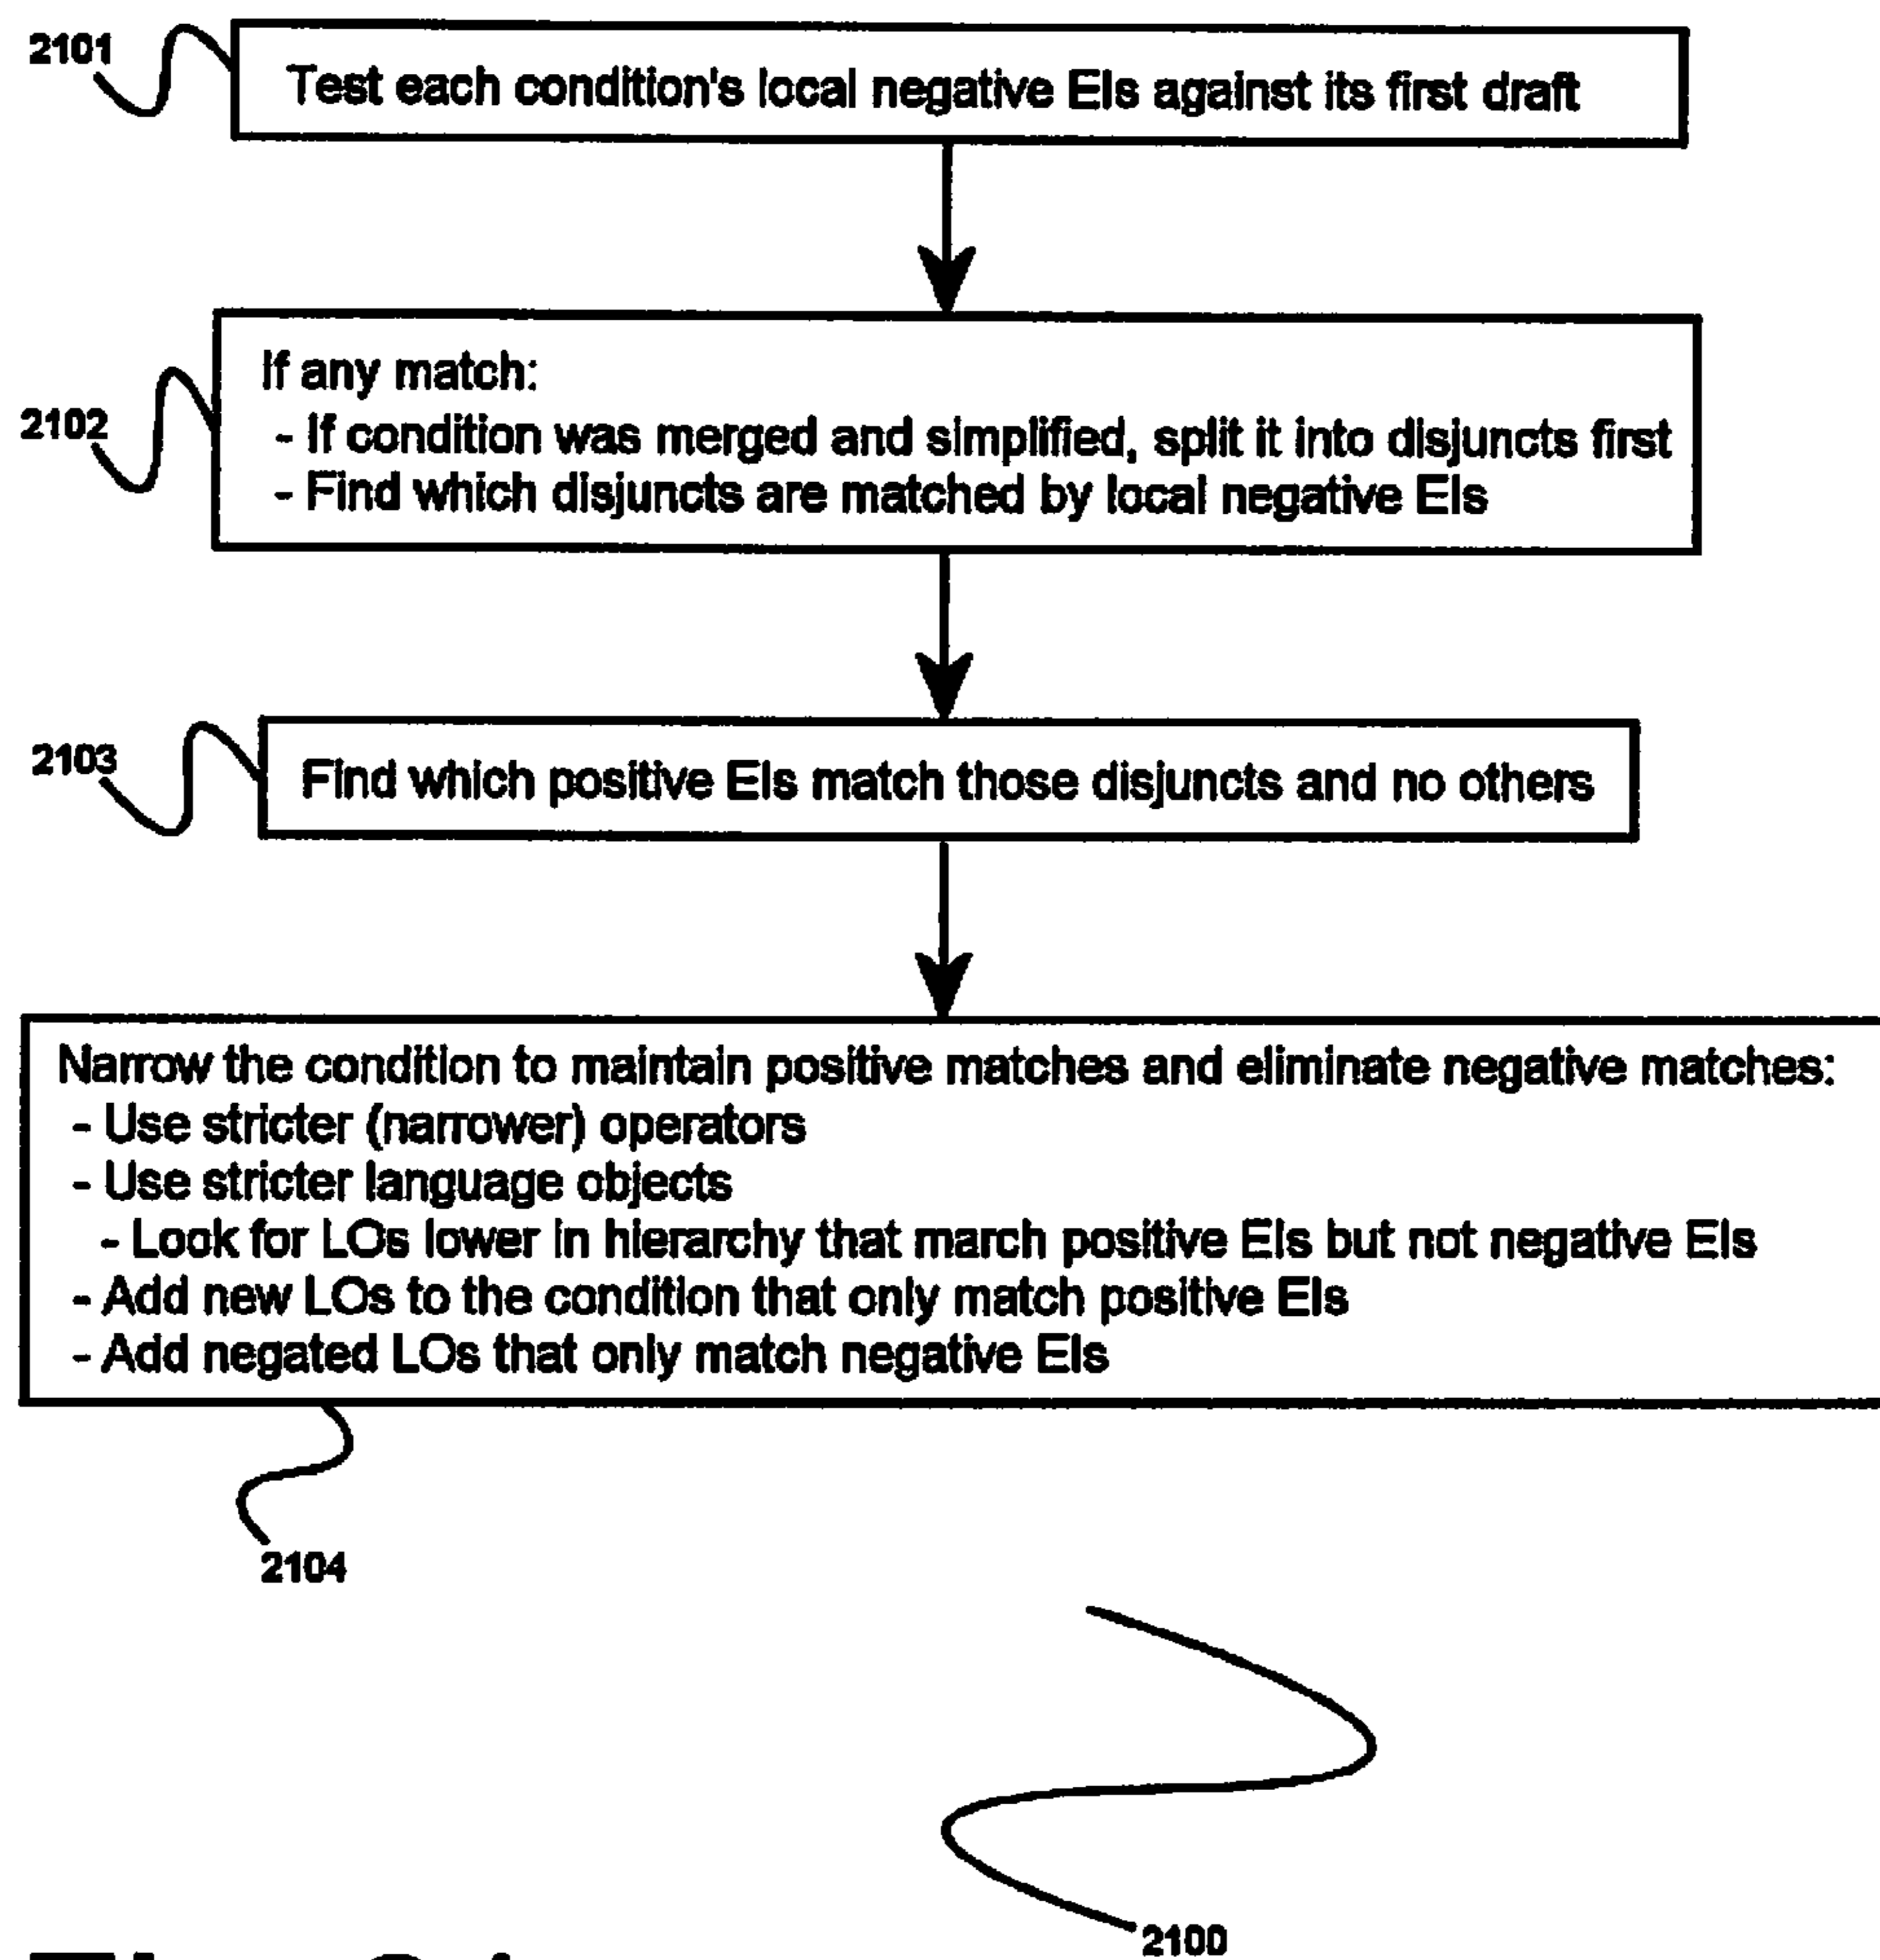 2101
Test each condition's local negative EIs against its first draft
2102
If any match:
- If condition was merged and simplified, split it into disjuncts first
- Find which disjuncts are matched by local negative EIs
2103
Find which positive EIs match those disjuncts and no others
Narrow the condition to maintain positive matches and eliminate negative matches:
- Use stricter (narrower) operators
- Use stricter language objects
- Look for LOs lower in hierarchy that march positive EIs but not negative EIs
- Add new LOs to the condition that only match positive EIs
- Add negated LOs that only match negative EIs
2104
2100